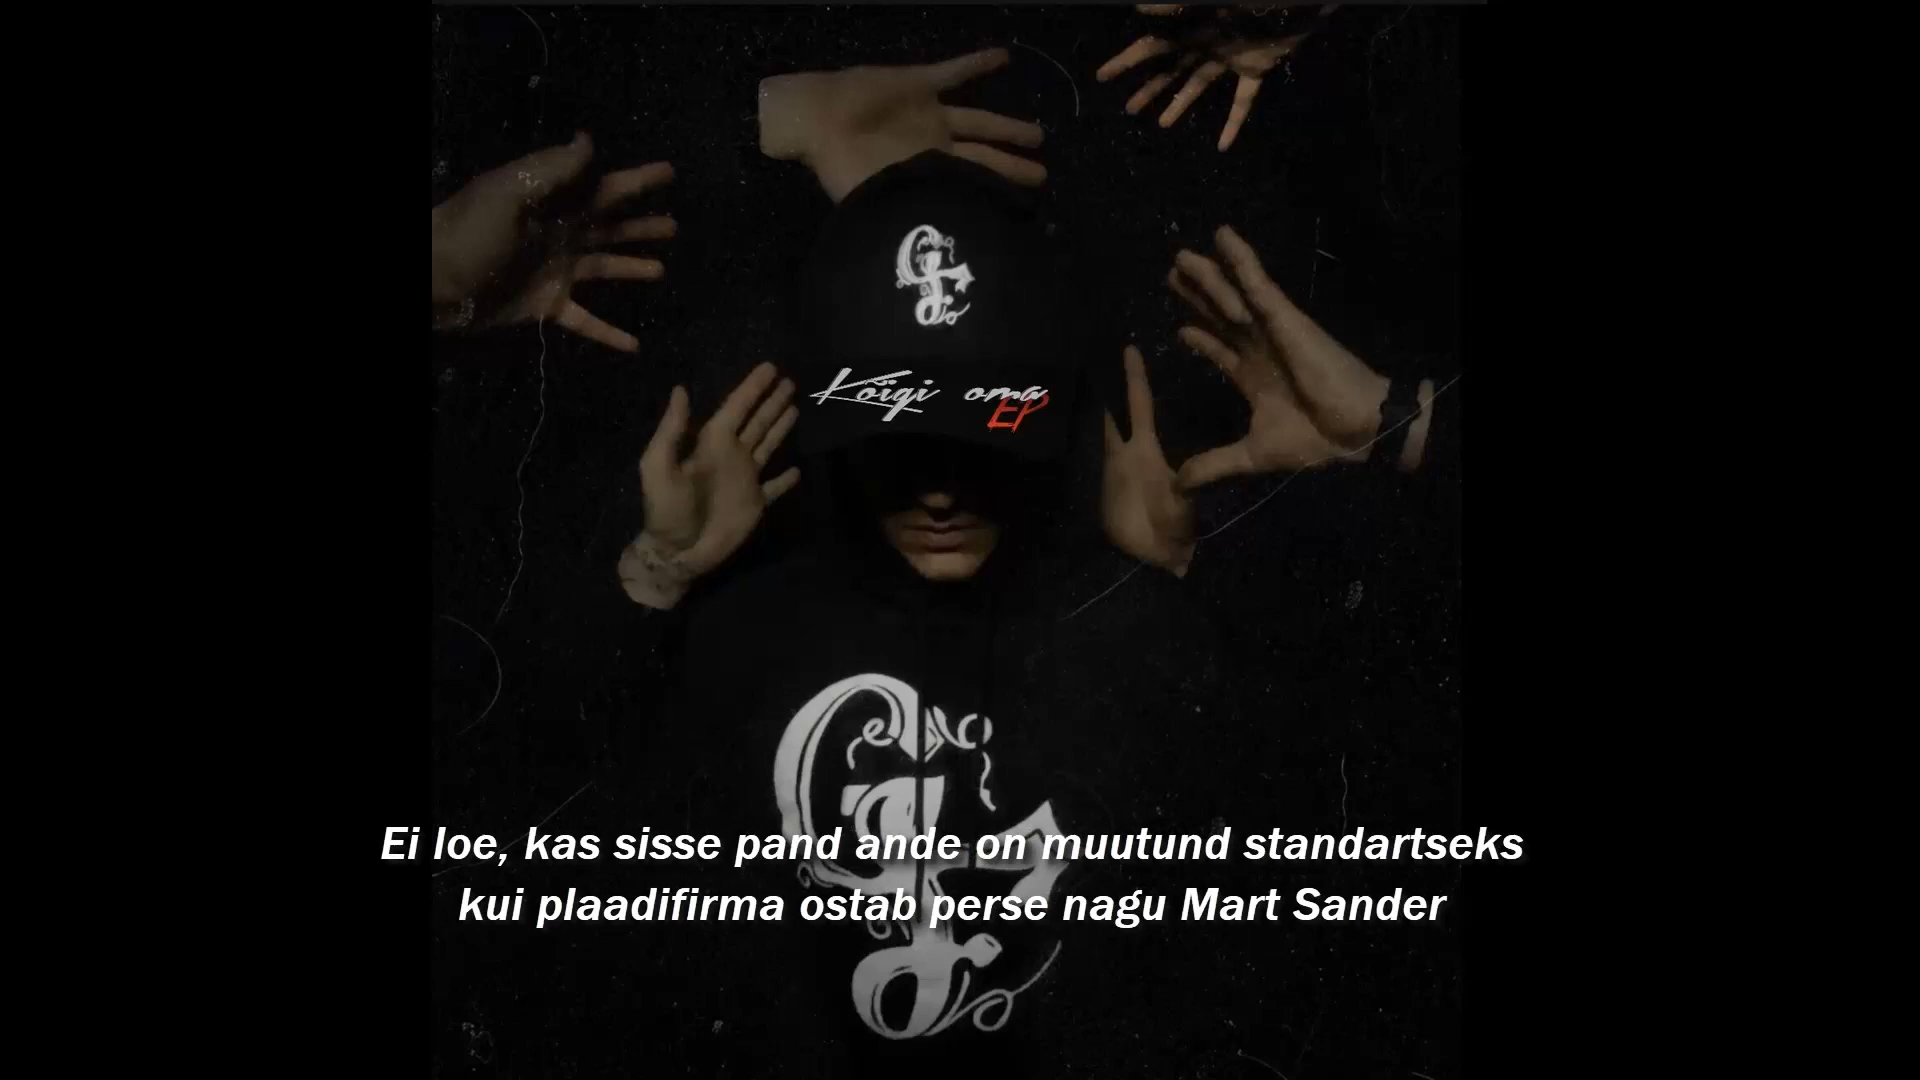 Kõigi oma
EP
Ei loe, kas sisse pand ande on muutund standartseks
kui plaadifirma ostab perse nagu Mart Sander